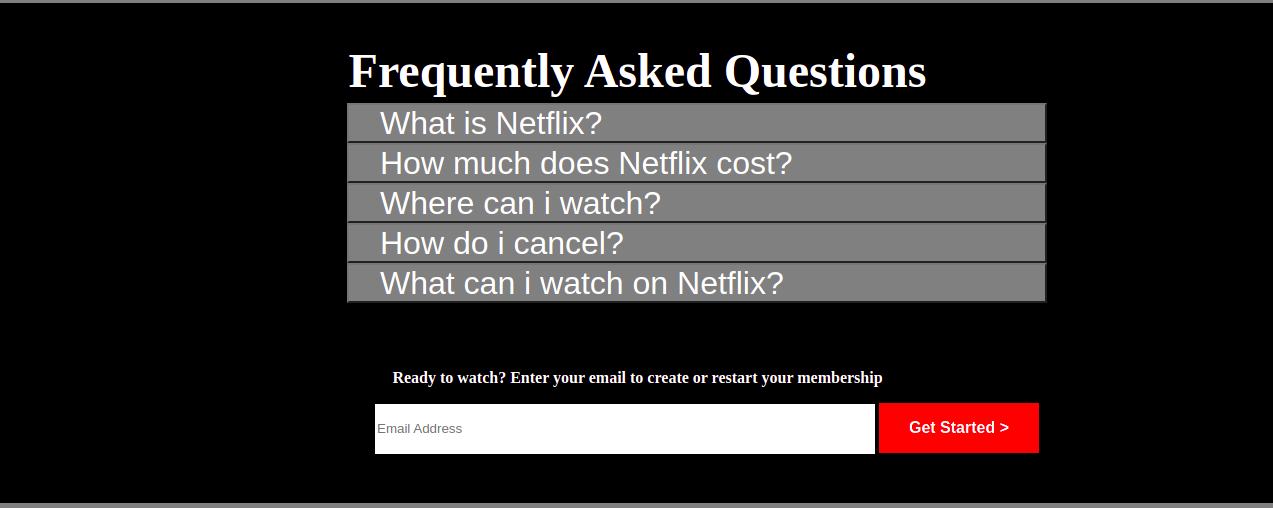 Frequently Asked Questions
What is Netflix?
How much does Netflix cost?
Where can i watch?
How do i cancel?
What can i watch on Netflix?
Ready to watch? Enter your email to create or restart your membership
Email Address
Get Started >